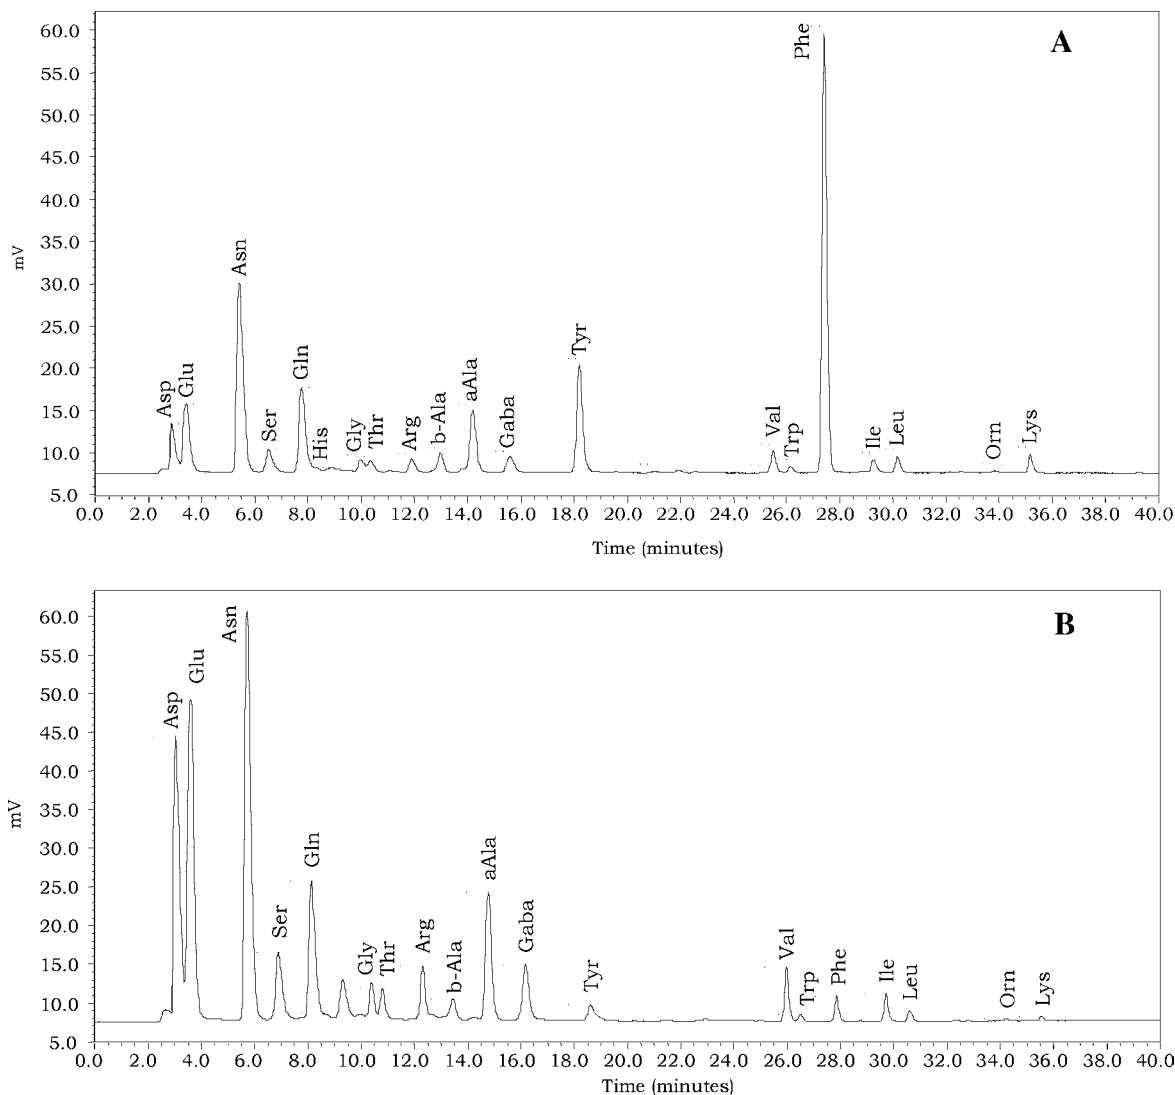 A
60.0
55.0
50.0
45.0
40.0
35.0
30.0
25.0
20.0
15.0
10.0
5.0
mV
Asp
Glu
Asn
Ser
Gln
His
Gly
Thr
Arg
b-Ala
aAla
Gaba
Tyr
Val
Trp
Phe
Ile
Leu
Orn
Lys
0.0 2.0 4.0 6.0 8.0 10.0 12.0 14.0 16.0 18.0 20.0 22.0 24.0 26.0 28.0 30.0 32.0 34.0 36.0 38.0 40.0
Time (minutes)
B
60.0
55.0
50.0
45.0
40.0
35.0
30.0
25.0
20.0
15.0
10.0
5.0
mV
Asp
Glu
Asn
Ser
Gln
Gly
Thr
Arg
b-Ala
aAla
Gaba
Tyr
Val
Trp
Phe
Ile
Leu
Orn
Lys
0.0 2.0 4.0 6.0 8.0 10.0 12.0 14.0 16.0 18.0 20.0 22.0 24.0 26.0 28.0 30.0 32.0 34.0 36.0 38.0 40.0
Time (minutes)